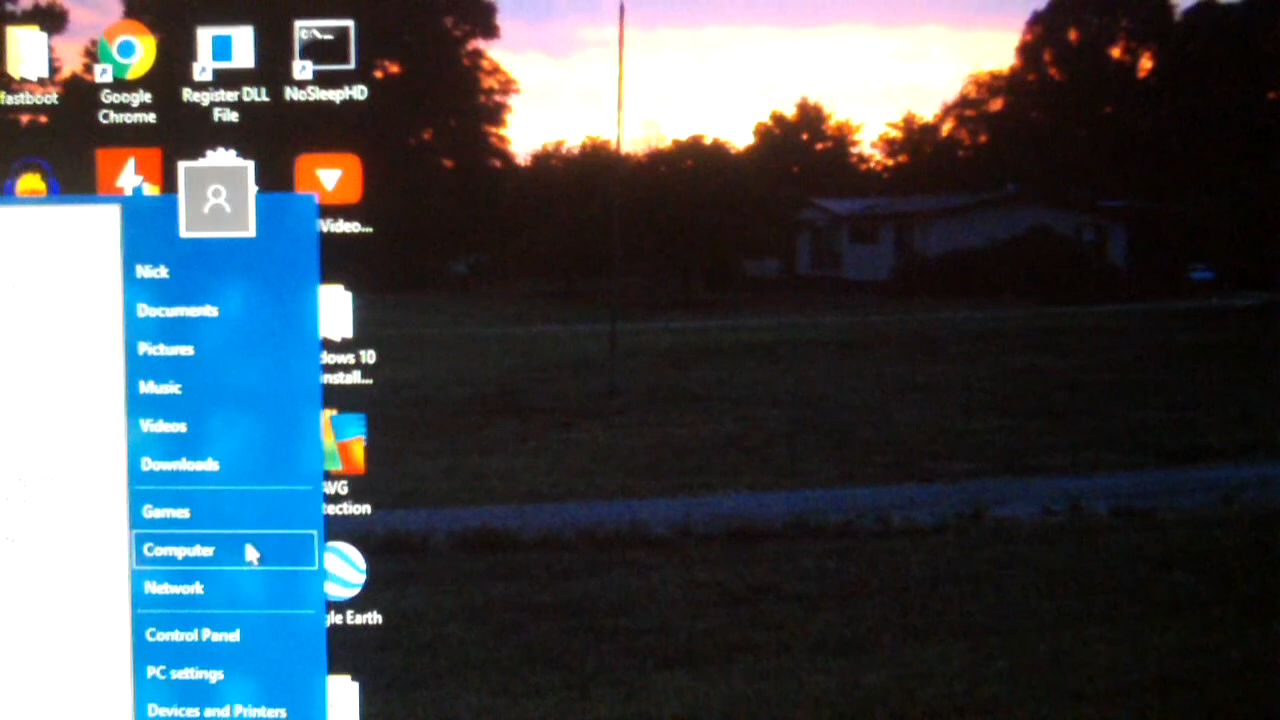 fastboot
Google
Chrome
Register DLL
File
NoSleepHD
C:\_
Video...
Nick
Documents
Pictures
Music
Videos
Downloads
Games
Computer
Network
Control Panel
PC settings
Devices and Printers
dows 10
nstall...
AVG
tection
gle Earth